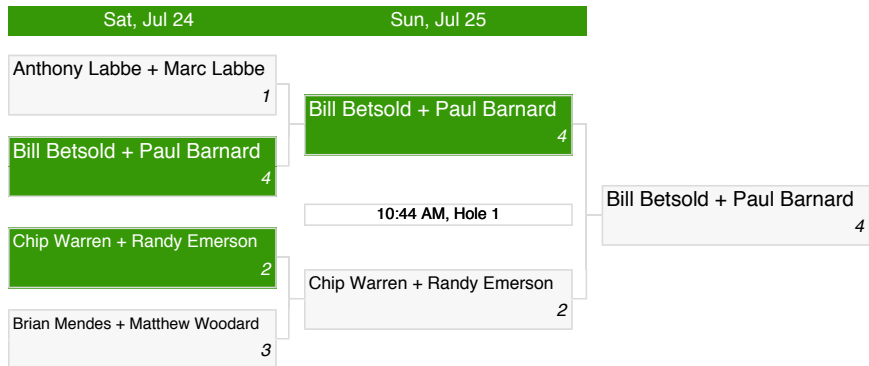 Sat, Jul 24
Sun, Jul 25
Anthony Labbe + Marc Labbe
1
Bill Betsold + Paul Barnard
4
Chip Warren + Randy Emerson
2
Brian Mendes + Matthew Woodard
3
Bill Betsold + Paul Barnard
4
10:44 AM, Hole 1
Chip Warren + Randy Emerson
2
Bill Betsold + Paul Barnard
4